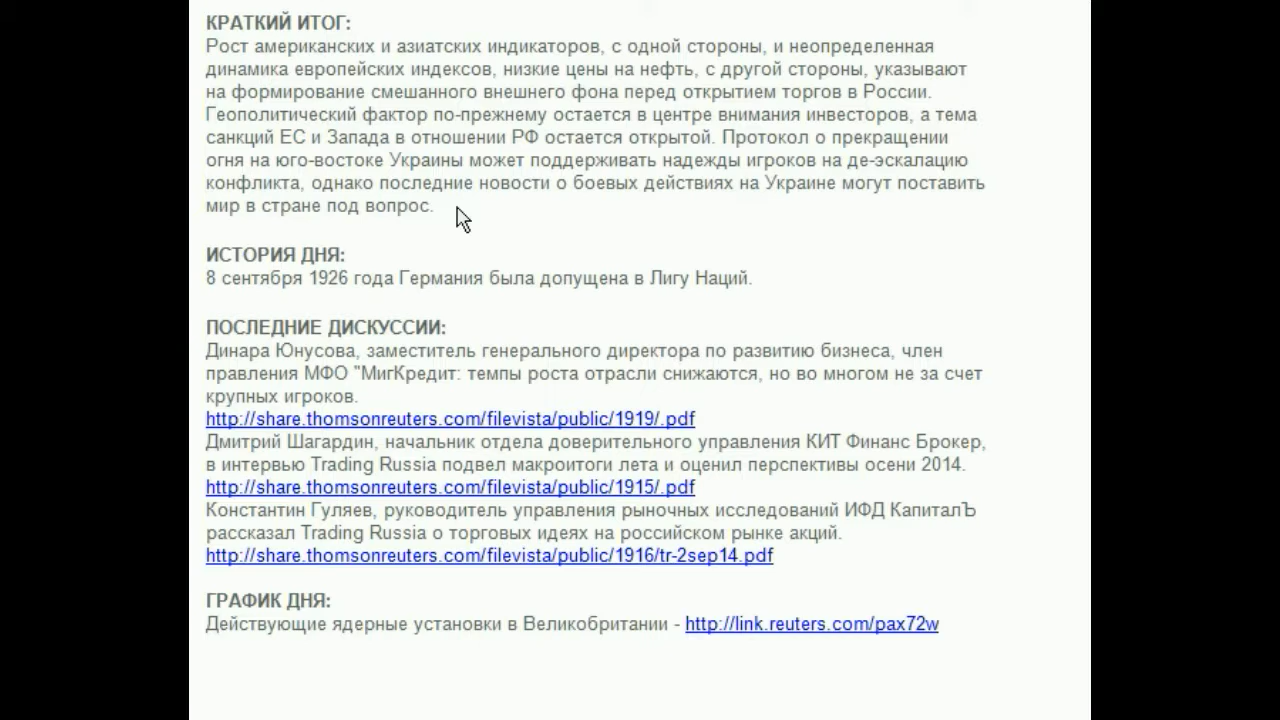 КРАТКИЙ ИТОГ:
Рост американских и азиатских индикаторов, с одной стороны, и неопределенная
динамика европейских индексов, низкие цены на нефть, с другой стороны, указывают
на формирование смешанного внешнего фона перед открытием торгов в России.
Геополитический фактор по-прежнему остается в центре внимания инвесторов, а тема
санкций ЕС и Запада в отношении РФ остается открытой. Протокол о прекращении
огня на юго-востоке Украины может поддерживать надежды игроков на де-эскалацию
конфликта, однако последние новости о боевых действиях на Украине могут поставить
мир в стране под вопрос.
ИСТОРИЯ ДНЯ:
8 сентября 1926 года Германия была допущена в Лигу Наций.
ПОСЛЕДНИЕ ДИСКУССИИ:
Динара Юнусова, заместитель генерального директора по развитию бизнеса, член
правления МФО "МигКредит: темпы роста отрасли снижаются, но во многом не за счет
крупных игроков.
http://share.thomsonreuters.com/filevista/public/1919/.pdf
Дмитрий Шагардин, начальник отдела доверительного управления КИТ Финанс Брокер,
в интервью Trading Russia подвел макроитоги лета и оценил перспективы осени 2014.
http://share.thomsonreuters.com/filevista/public/1915/.pdf
Константин Гуляев, руководитель управления рыночных исследований ИФД КапиталЪ
рассказал Trading Russia о торговых идеях на российском рынке акций.
http://share.thomsonreuters.com/filevista/public/1916/tr-2sep14.pdf
ГРАФИК ДНЯ:
Действующие ядерные установки в Великобритании - http://link.reuters.com/pax72w